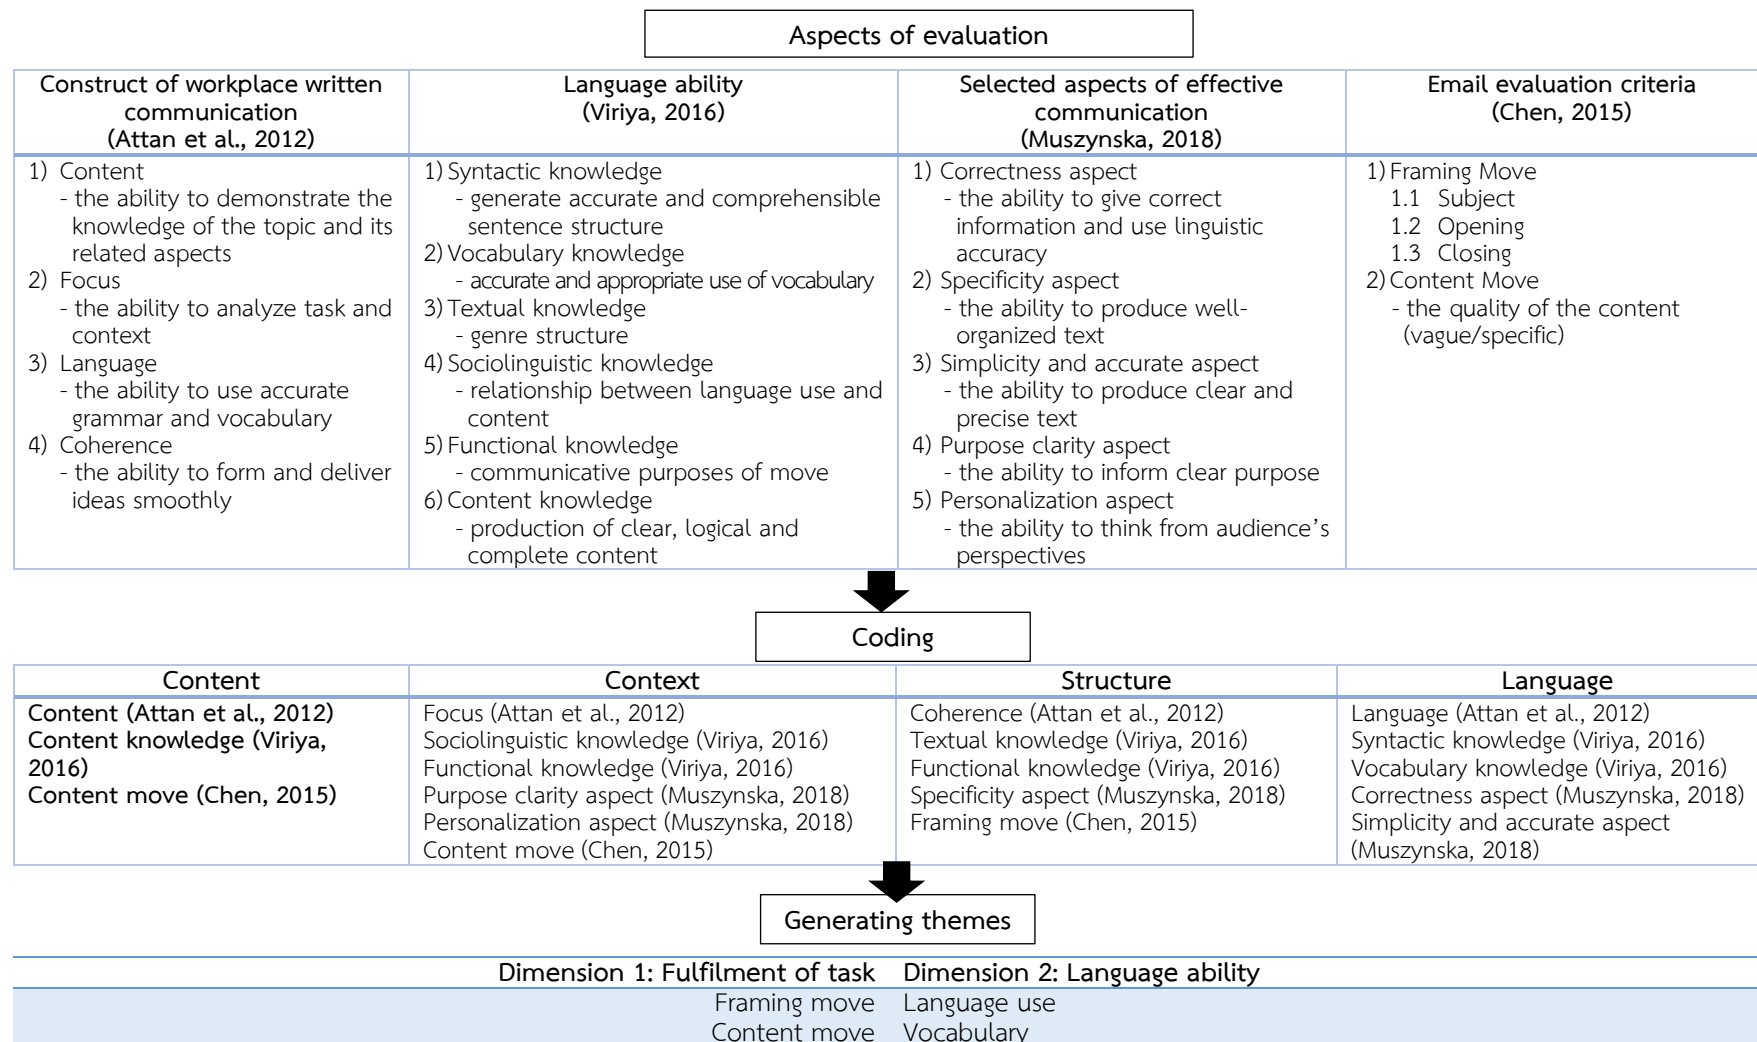 Aspects of evaluation
Construct of workplace written
communication
(Attan et al., 2012)
Language ability
(Viriya, 2016)
Selected aspects of effective
communication
(Muszynska, 2018)
Email evaluation criteria
(Chen, 2015)
1) Content
- the ability to demonstrate the
knowledge of the topic and its
related aspects
2) Focus
- the ability to analyze task and
context
3) Language
- the ability to use accurate
grammar and vocabulary
4) Coherence
- the ability to form and deliver
ideas smoothly
1) Syntactic knowledge
- generate accurate and comprehensible
sentence structure
2) Vocabulary knowledge
- accurate and appropriate use of vocabulary
3) Textual knowledge
- genre structure
4) Sociolinguistic knowledge
- relationship between language use and
content
5) Functional knowledge
- communicative purposes of move
6) Content knowledge
- production of clear, logical and
complete content
1) Correctness aspect
- the ability to give correct
information and use linguistic
accuracy
2) Specificity aspect
- the ability to produce well-
organized text
3) Simplicity and accurate aspect
- the ability to produce clear and
precise text
4) Purpose clarity aspect
- the ability to inform clear purpose
5) Personalization aspect
- the ability to think from audience's
perspectives
1) Framing Move
1.1 Subject
1.2 Opening
1.3 Closing
2) Content Move
- the quality of the content
(vague/specific)
Coding
Content
Context
Structure
Language
Content (Attan et al., 2012)
Content knowledge (Viriya,
2016)
Content move (Chen, 2015)
Focus (Attan et al., 2012)
Sociolinguistic knowledge (Viriya, 2016)
Functional knowledge (Viriya, 2016)
Purpose clarity aspect (Muszynska, 2018)
Personalization aspect (Muszynska, 2018)
Content move (Chen, 2015)
Coherence (Attan et al., 2012)
Textual knowledge (Viriya, 2016)
Functional knowledge (Viriya, 2016)
Specificity aspect (Muszynska, 2018)
Framing move (Chen, 2015)
Language (Attan et al., 2012)
Syntactic knowledge (Viriya, 2016)
Vocabulary knowledge (Viriya, 2016)
Correctness aspect (Muszynska, 2018)
Simplicity and accurate aspect
(Muszynska, 2018)
Generating themes
Dimension 1: Fulfilment of task Dimension 2: Language ability
Framing move Language use
Content move Vocabulary